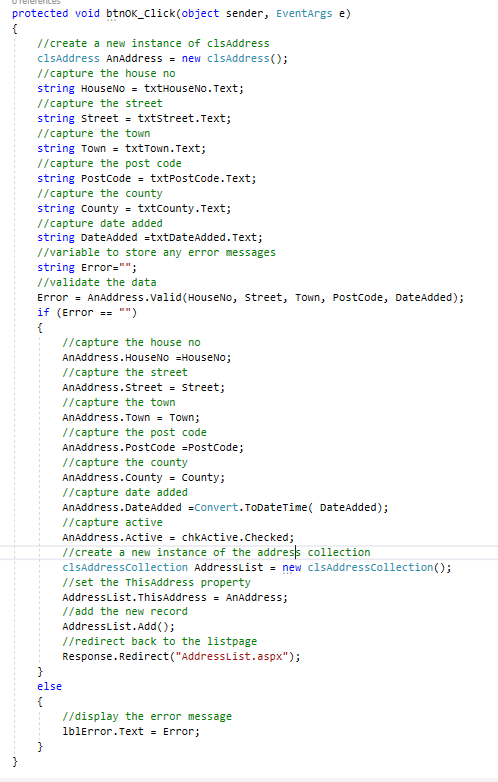 0 references
protected void btnOK_Click(object sender, EventArgs e)
{
//create a new instance of clsAddress
clsAddress AnAddress = new clsAddress();
//capture the house no
string HouseNo = txtHouseNo.Text;
//capture the street
string Street = txtStreet.Text;
//capture the town
string Town = txtTown.Text;
//capture the post code
string PostCode = txtPostCode.Text;
//capture the county
string County = txtCounty.Text;
//capture date added
string DateAdded =txtDateAdded.Text;
//variable to store any error messages
string Error="";
//validate the data
Error = AnAddress.Valid(HouseNo, Street, Town, PostCode, DateAdded);
if (Error == "")
{
//capture the house no
AnAddress.HouseNo =HouseNo;
//capture the street
AnAddress.Street = Street;
//capture the town
AnAddress.Town = Town;
//capture the post code
AnAddress.PostCode =PostCode;
//capture the county
AnAddress.County = County;
//capture date added
AnAddress.DateAdded =Convert.ToDateTime( DateAdded);
//capture active
AnAddress.Active = chkActive.Checked;
//create a new instance of the address collection
clsAddressCollection AddressList = new clsAddressCollection();
//set the ThisAddress property
AddressList.ThisAddress = AnAddress;
//add the new record
AddressList.Add();
//redirect back to the listpage
Response.Redirect("AddressList.aspx");
}
else
{
//display the error message
lblError.Text = Error;
}
}